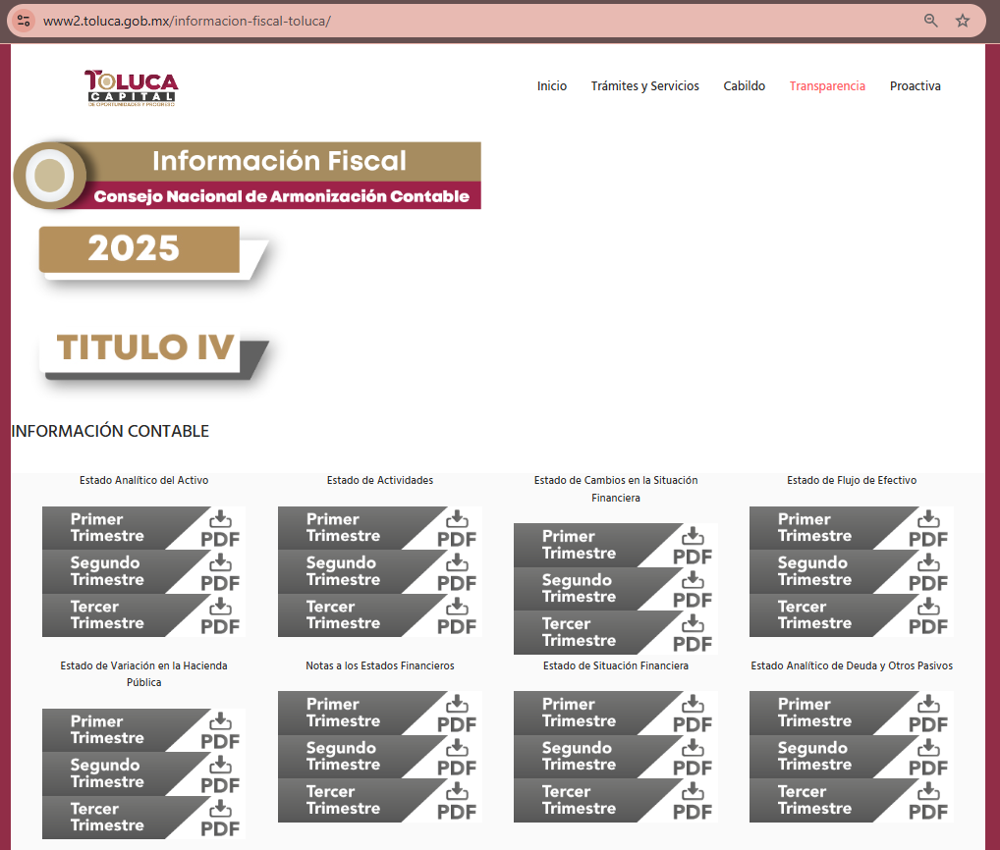 www2.toluca.gob.mx/informacion-fiscal-toluca/
TOLUCA
CAPITAL
DE OPORTUNIDADES Y PROGRESO
Inicio Trámites y Servicios Cabildo Transparencia Proactiva
Información Fiscal
Consejo Nacional de Armonización Contable
2025
TITULO IV
INFORMACIÓN CONTABLE
Estado Analítico del Activo
Primer
Trimestre
PDF
Segundo
Trimestre
PDF
Tercer
Trimestre
PDF
Estado de Actividades
Primer
Trimestre
PDF
Segundo
Trimestre
PDF
Tercer
Trimestre
PDF
Estado de Cambios en la Situación
Financiera
Primer
Trimestre
PDF
Segundo
Trimestre
PDF
Tercer
Trimestre
PDF
Estado de Flujo de Efectivo
Primer
Trimestre
PDF
Segundo
Trimestre
PDF
Tercer
Trimestre
PDF
Estado de Variación en la Hacienda
Pública
Primer
Trimestre
PDF
Segundo
Trimestre
PDF
Tercer
Trimestre
PDF
Notas a los Estados Financieros
Primer
Trimestre
PDF
Segundo
Trimestre
PDF
Tercer
Trimestre
PDF
Estado de Situación Financiera
Primer
Trimestre
PDF
Segundo
Trimestre
PDF
Tercer
Trimestre
PDF
Estado Analítico de Deuda y Otros Pasivos
Primer
Trimestre
PDF
Segundo
Trimestre
PDF
Tercer
Trimestre
PDF